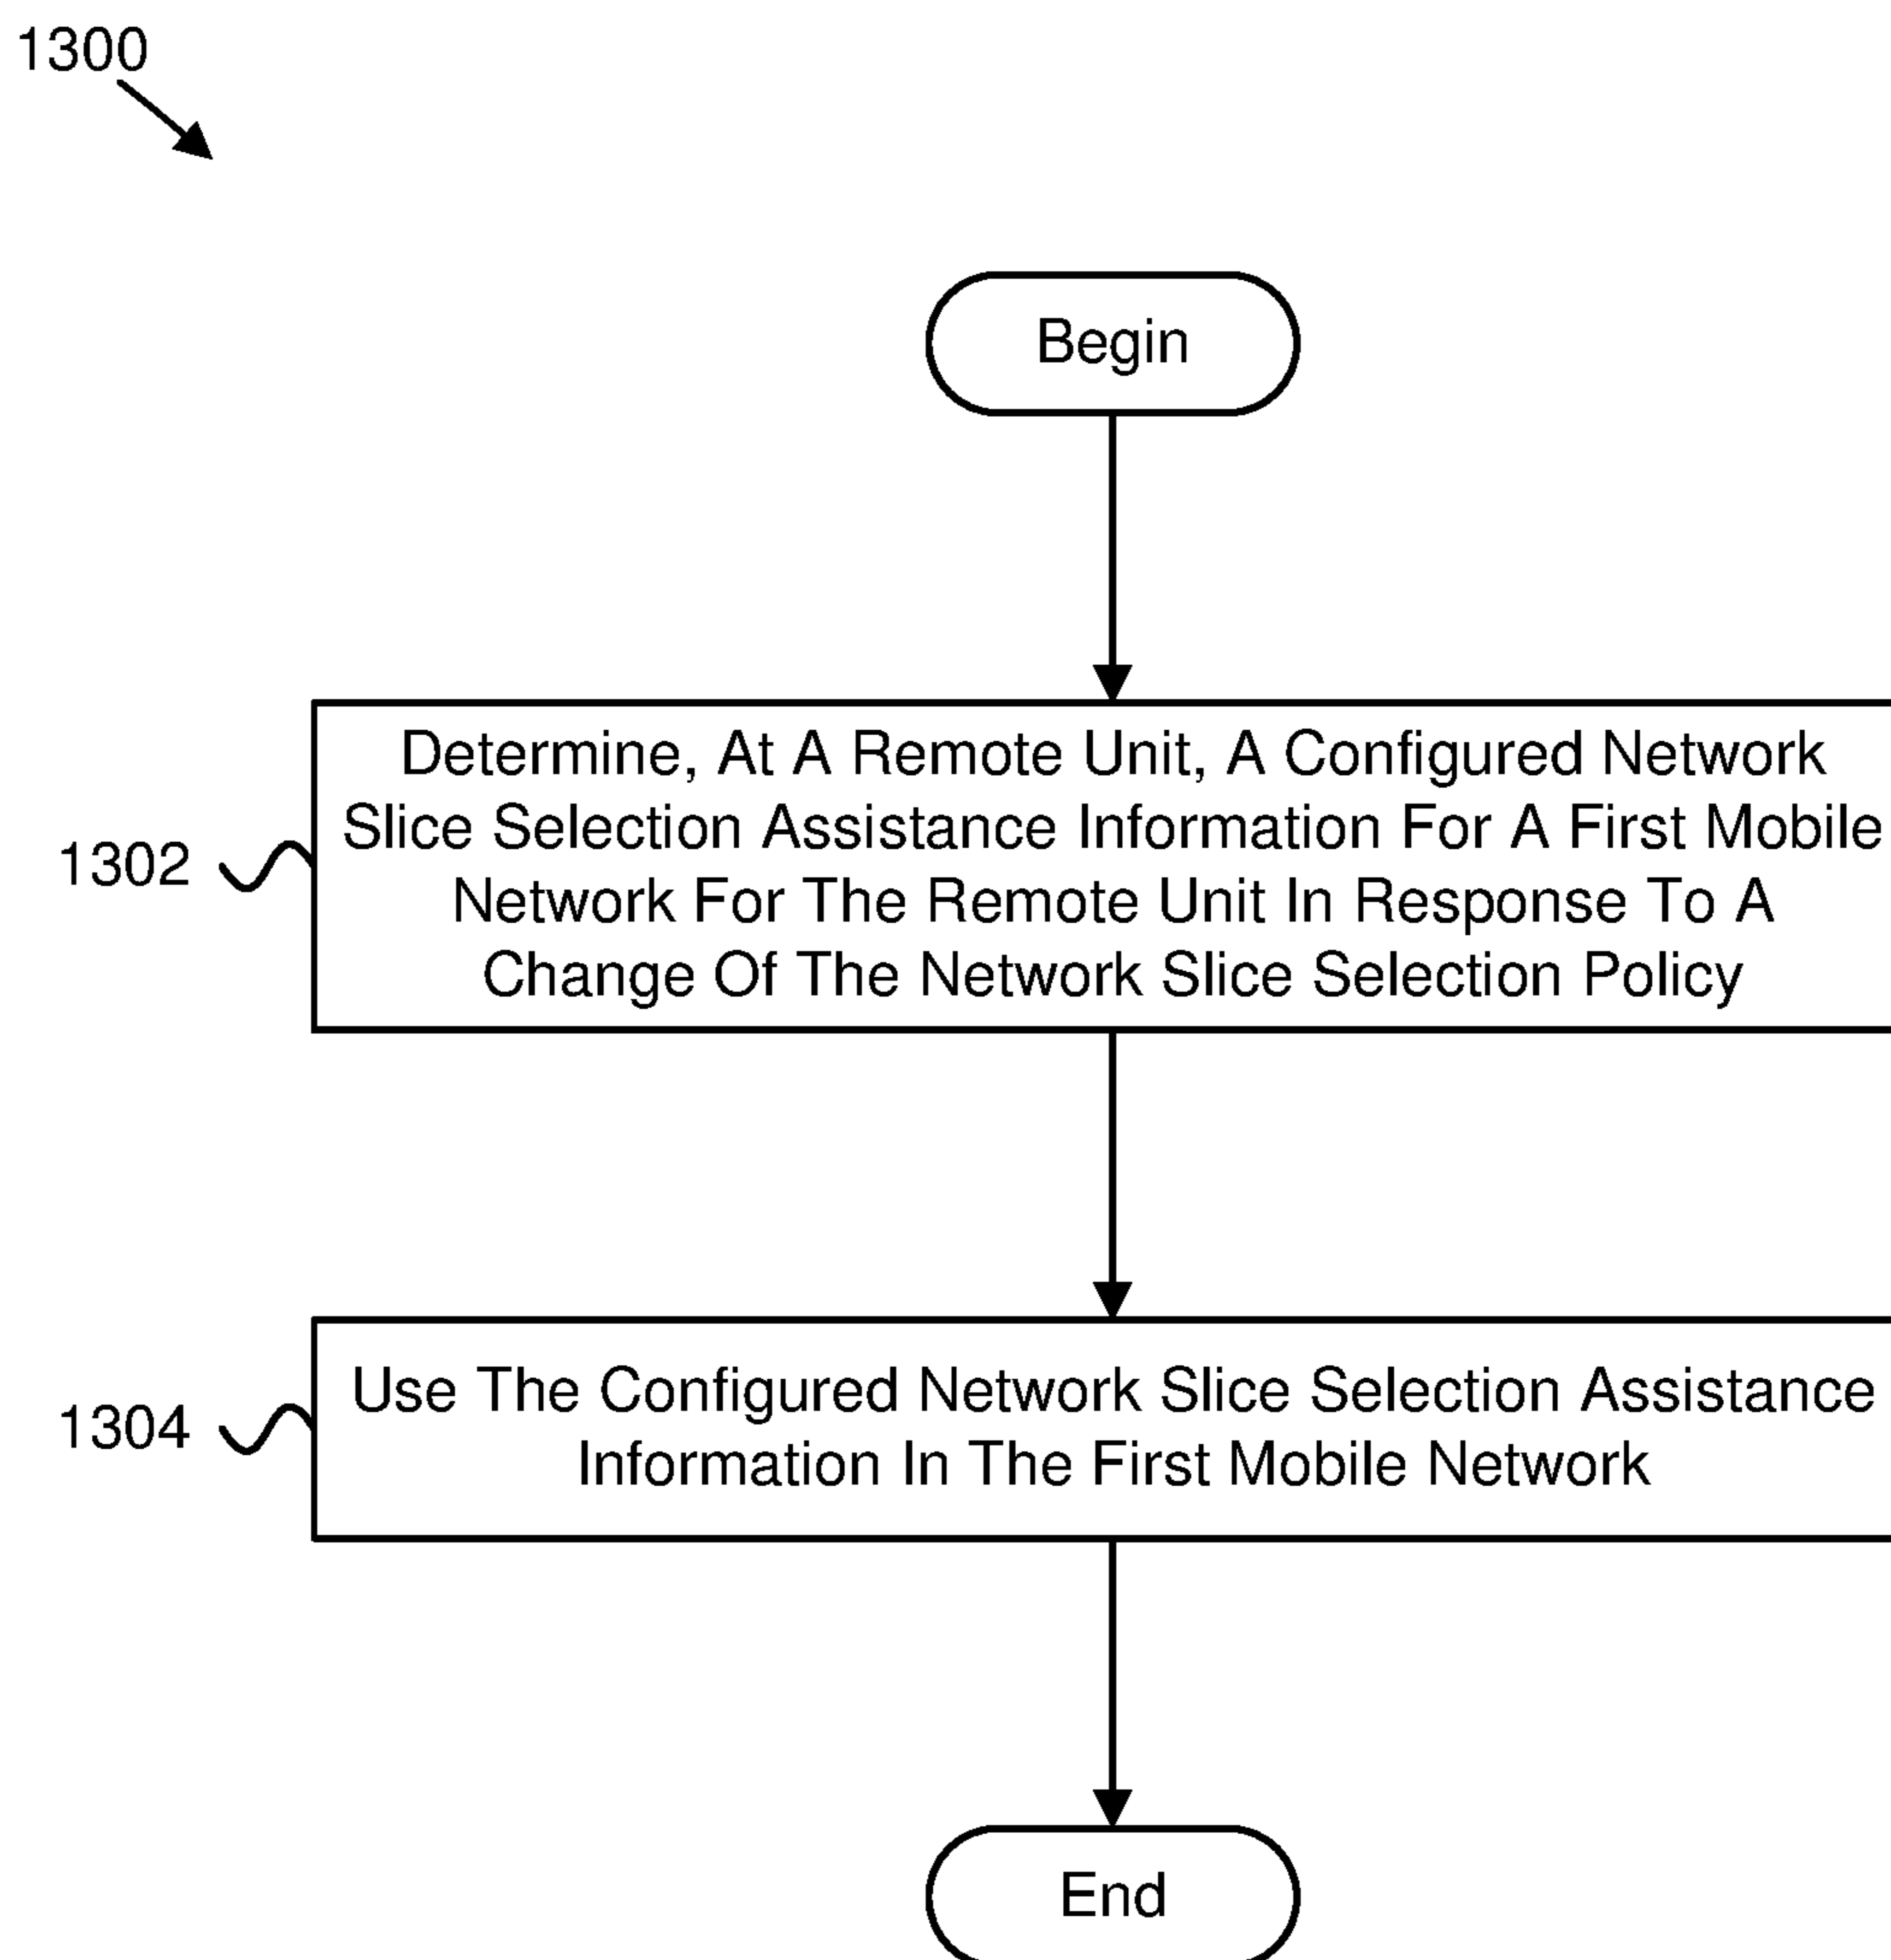 1300
Begin
Determine, At A Remote Unit, A Configured Network
Slice Selection Assistance Information For A First Mobile
Network For The Remote Unit In Response To A
Change Of The Network Slice Selection Policy
1302
Use The Configured Network Slice Selection Assistance
Information In The First Mobile Network
1304
End